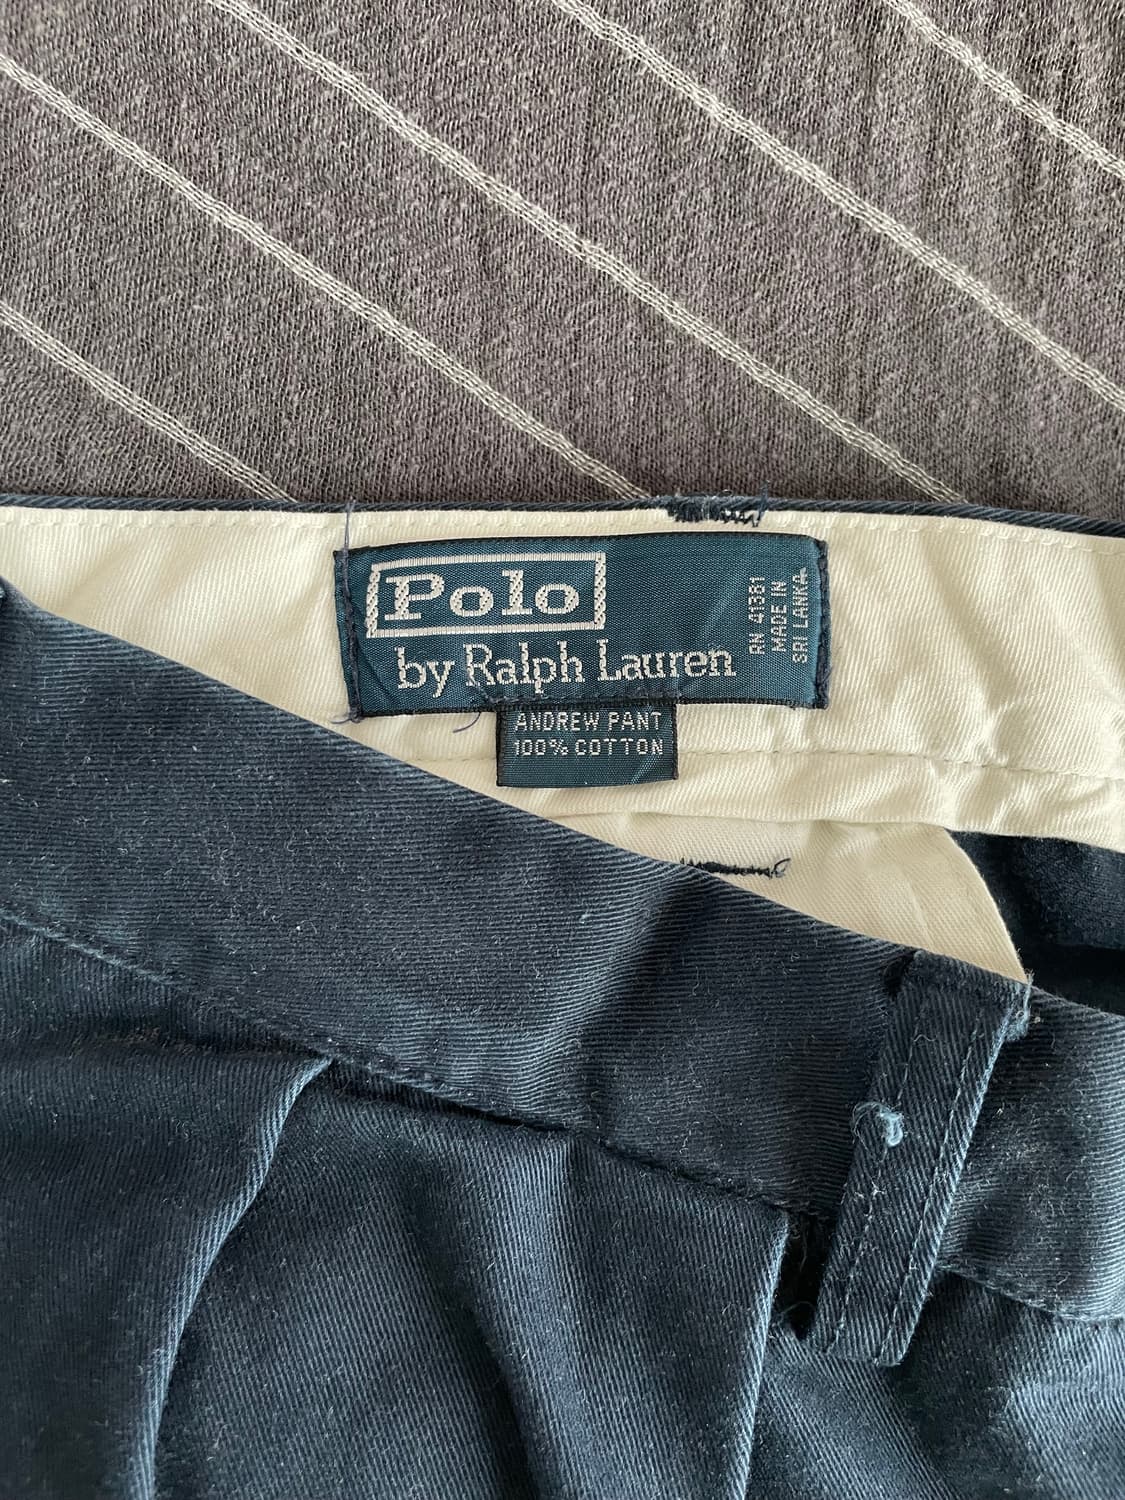 Polo
by Ralph Lauren
RN 41381
MADE IN
SRI LANKA
ANDREW PANT
100% COTTON